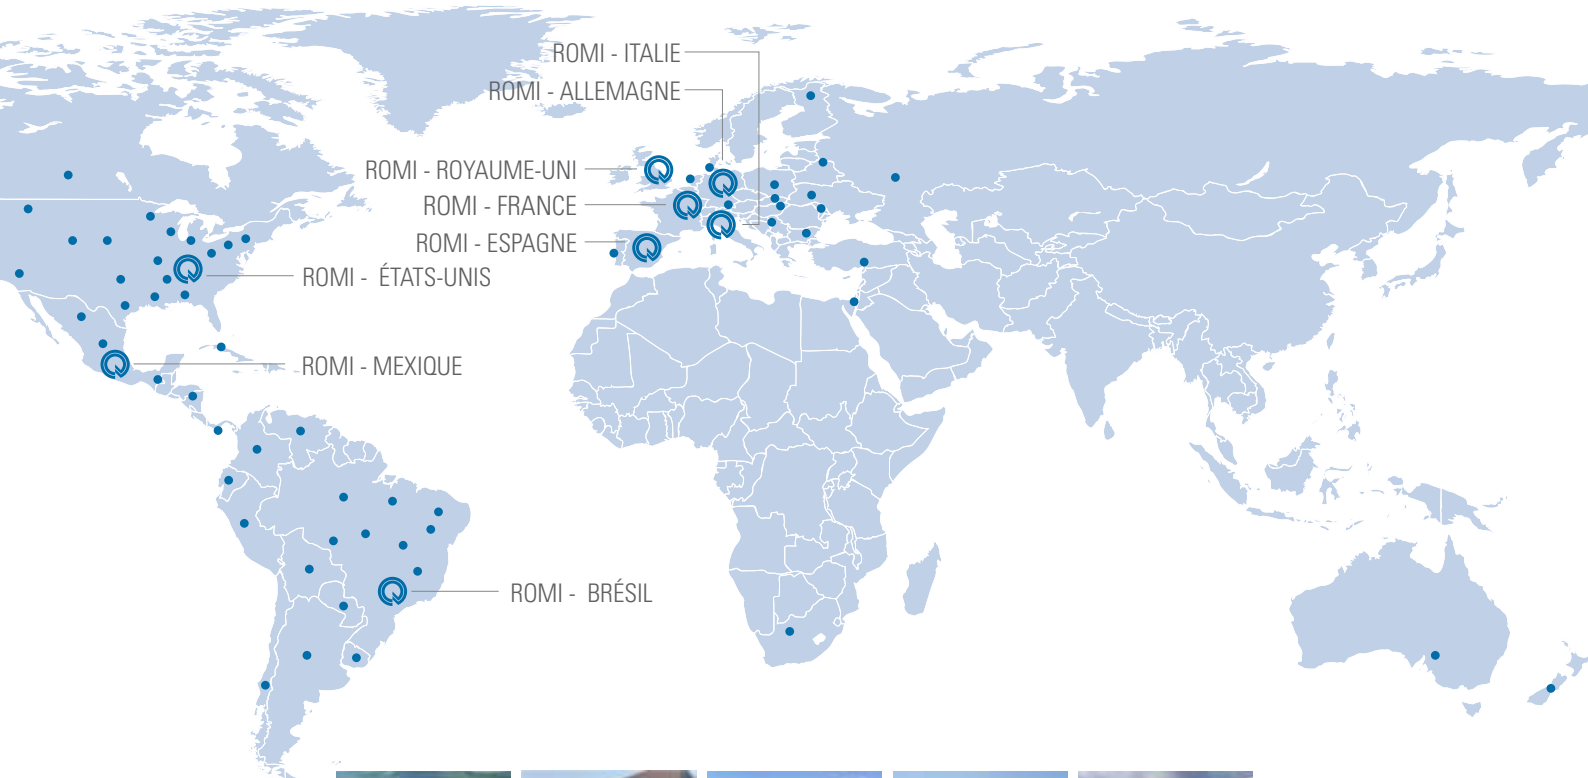 ROMI - ITALIE
ROMI - ALLEMAGNE
ROMI - ROYAUME-UNI
ROMI - FRANCE
ROMI - ESPAGNE
ROMI - ÉTATS-UNIS
ROMI - MEXIQUE
ROMI - BRÉSIL